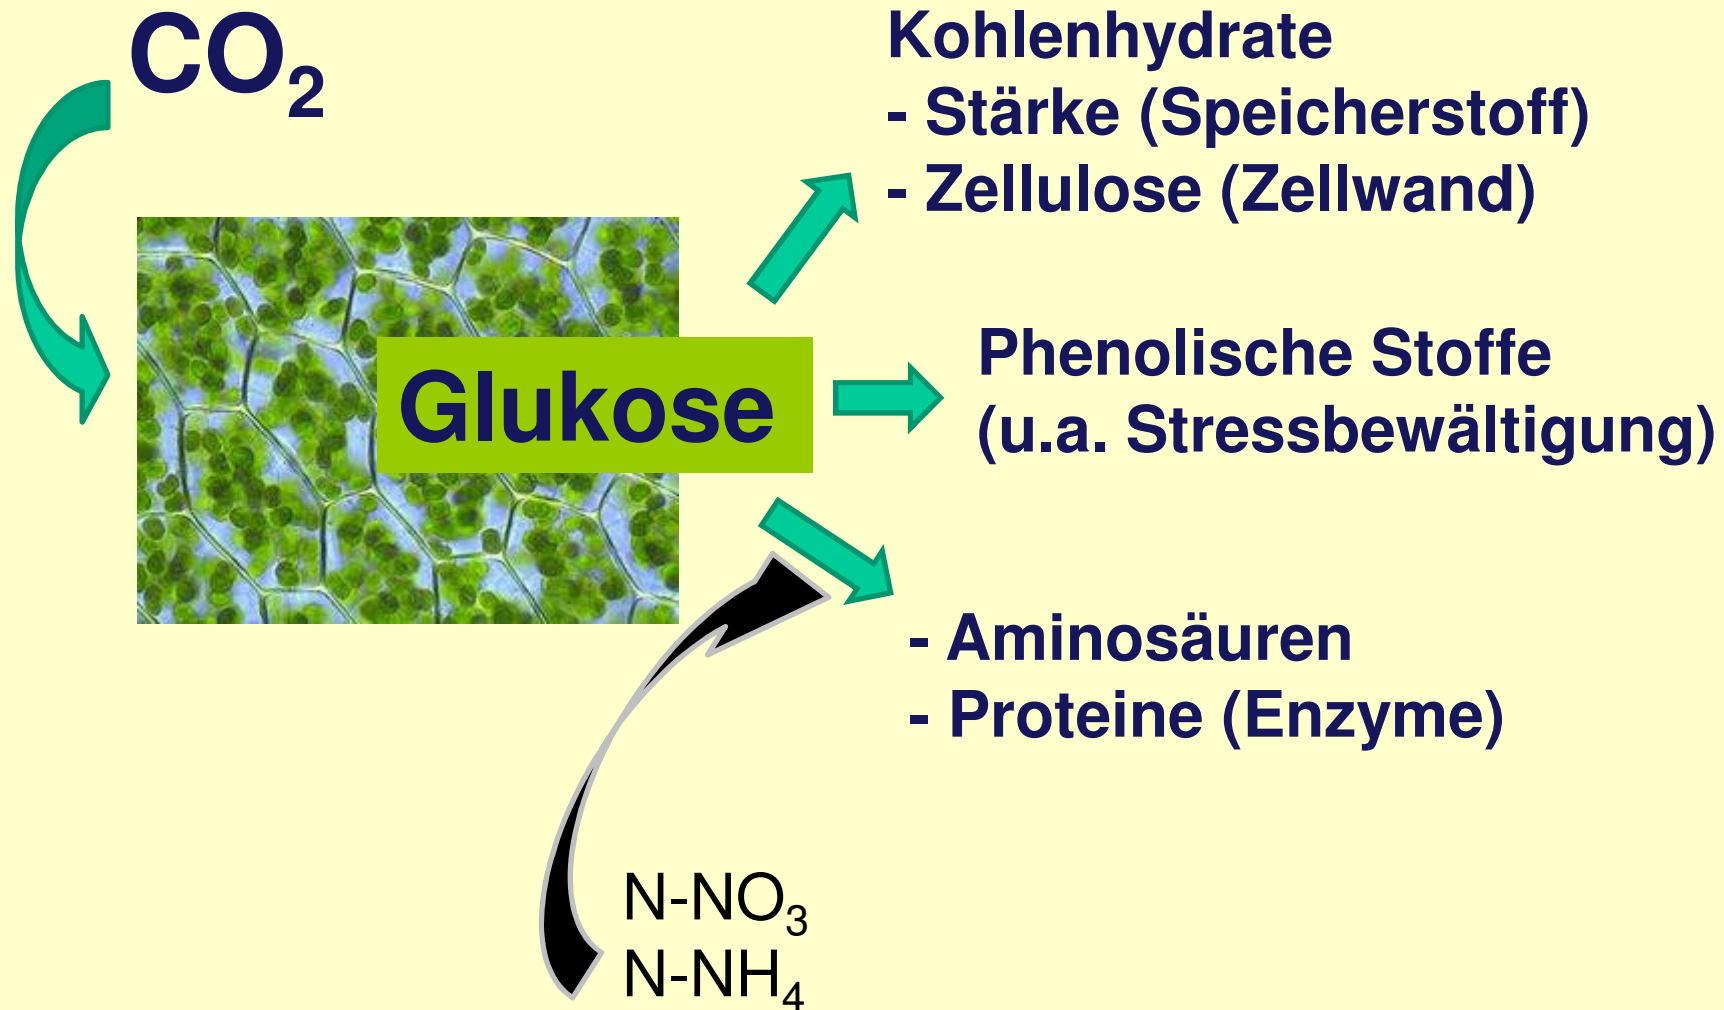 CO₂
Kohlenhydrate
- Stärke (Speicherstoff)
- Zellulose (Zellwand)
Glukose
Phenolische Stoffe
(u.a. Stressbewältigung)
- Aminosäuren
- Proteine (Enzyme)
N-NO₃
N-NH₄